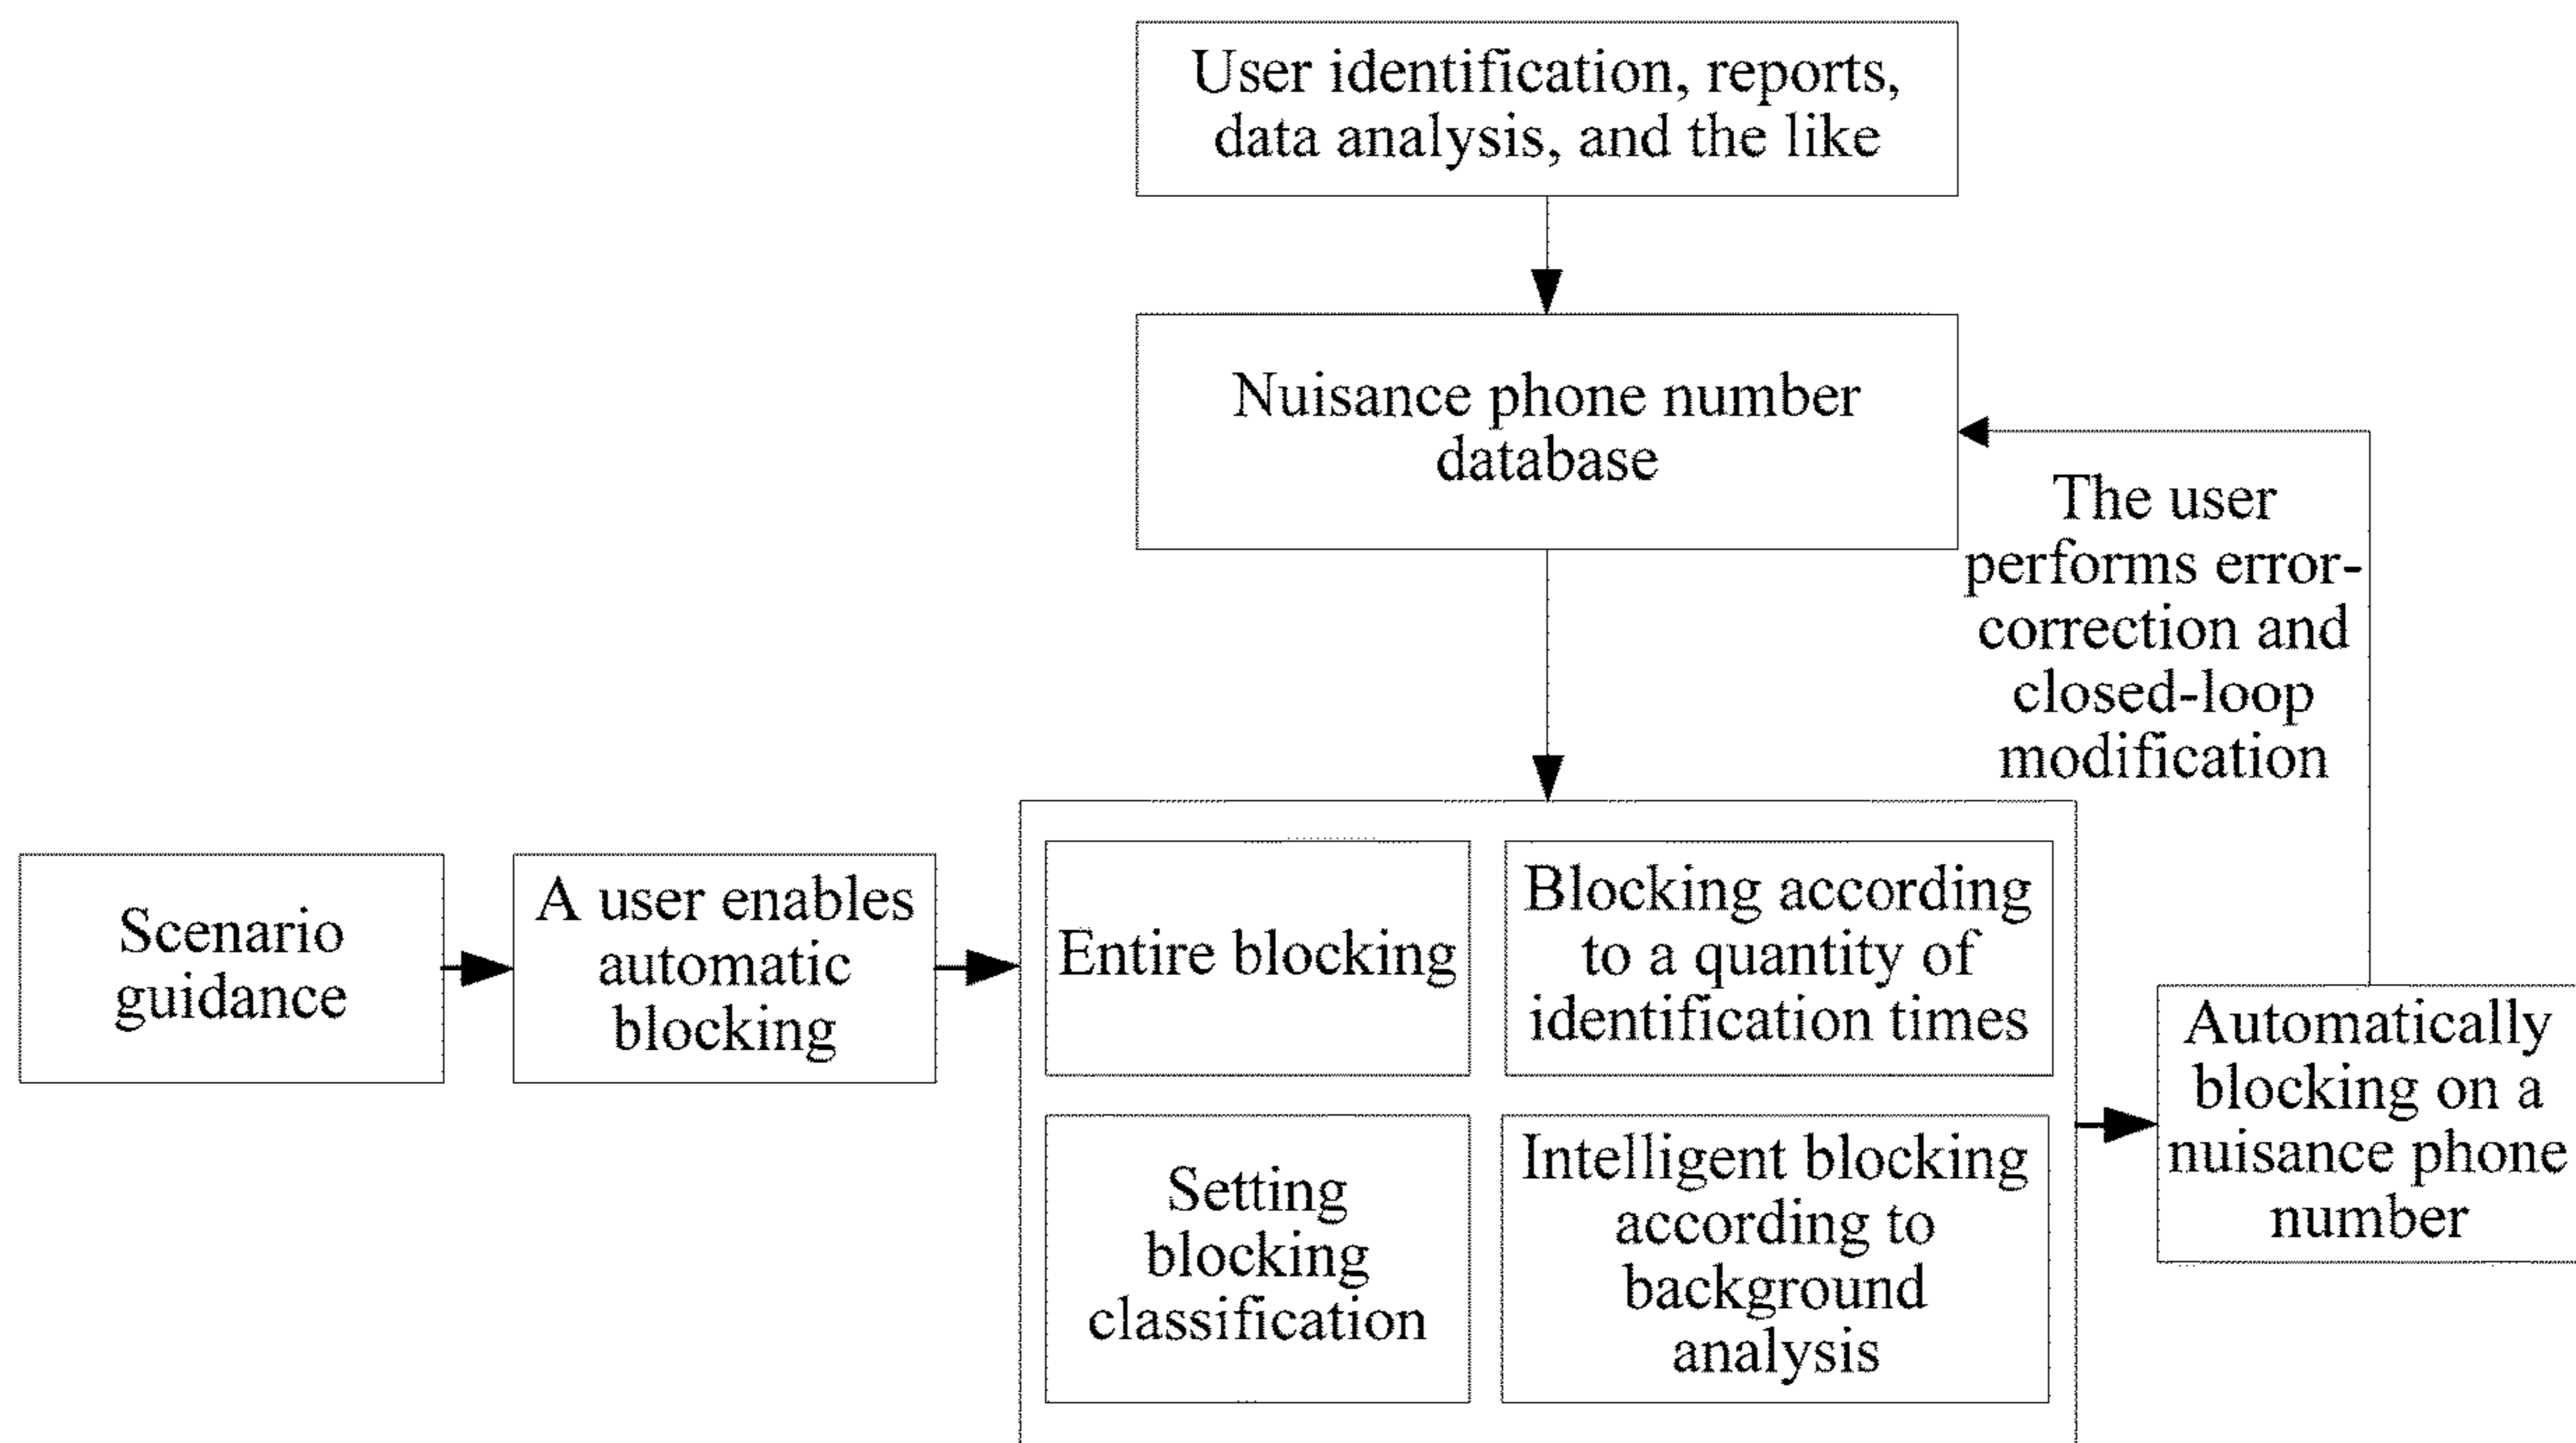 User identification, reports,
data analysis, and the like
Nuisance phone number
database
The user
performs error-
correction and
closed-loop
modification
Scenario
guidance
A user enables
automatic
blocking
Entire blocking
Blocking according
to a quantity of
identification times
Setting
blocking
classification
Intelligent blocking
according to
background
analysis
Automatically
blocking on a
nuisance phone
number